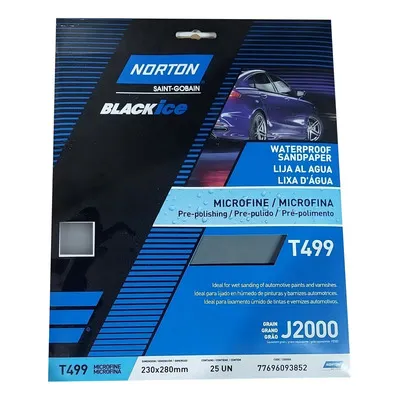 NORTON
SAINT-GOBAIN
BLACK ice
WATERPROOF
SANDPAPER
LIJA AL AGUA
LIXA D'ÁGUA
MICROFINE / MICROFINA
Pre-polishing / Pre-pulido / Pré-polimento
T499
Ideal for wet sanding of automotive paints and varnishes.
Ideal para lijado en húmedo de pinturas y barnices automotrices.
Ideal para lixamento úmido de tintas e vernizes automotivos.
GRAIN
GRANO
GRÃO
J2000
T499
MICROFINE
MICROFINA
230x280mm
25 UN
77696093852
NORTON